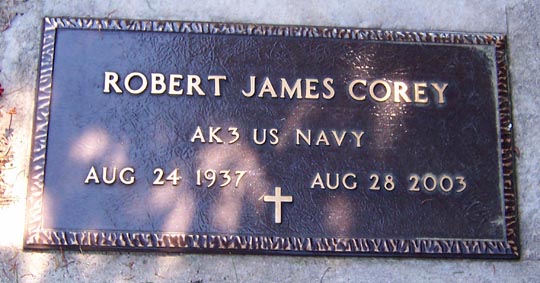 ROBERT JAMES COREY
AK3 US NAVY
AUG 24 1937 AUG 28 2003